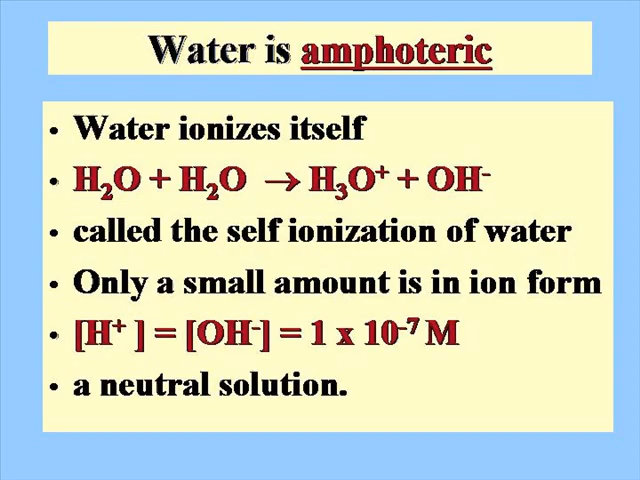 Water is amphoteric
• Water ionizes itself
• H₂O + H₂O → H₃O⁺ + OH⁻
• called the self ionization of water
• Only a small amount is in ion form
• [H⁺ ] = [OH⁻] = 1 x 10⁻⁷ M
• a neutral solution.